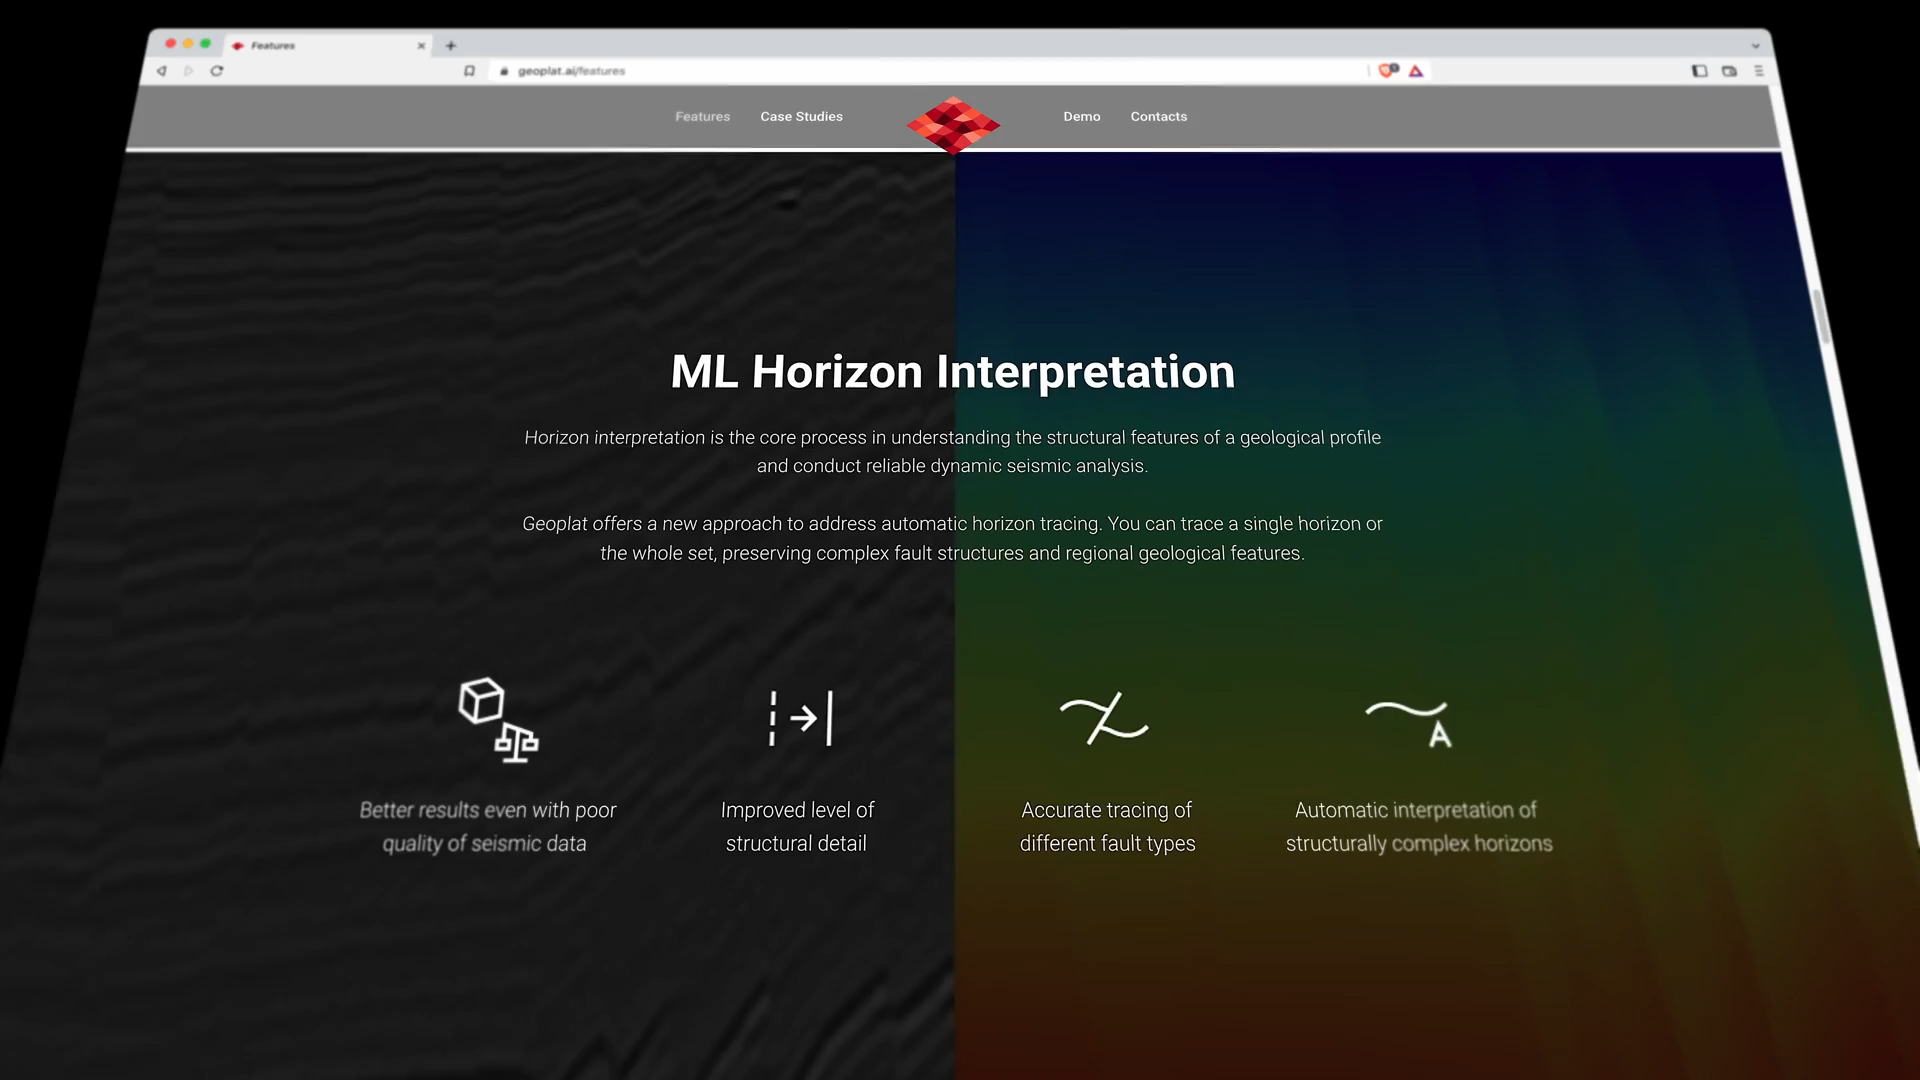 Features
geoplat.ai/features
Features
Case Studies
Demo
Contacts
ML Horizon Interpretation
Horizon interpretation is the core process in understanding the structural features of a geological profile
and conduct reliable dynamic seismic analysis.
Geoplat offers a new approach to address automatic horizon tracing. You can trace a single horizon or
the whole set, preserving complex fault structures and regional geological features.
A
Better results even with poor
quality of seismic data
Improved level of
structural detail
Accurate tracing of
different fault types
Automatic interpretation of
structurally complex horizons